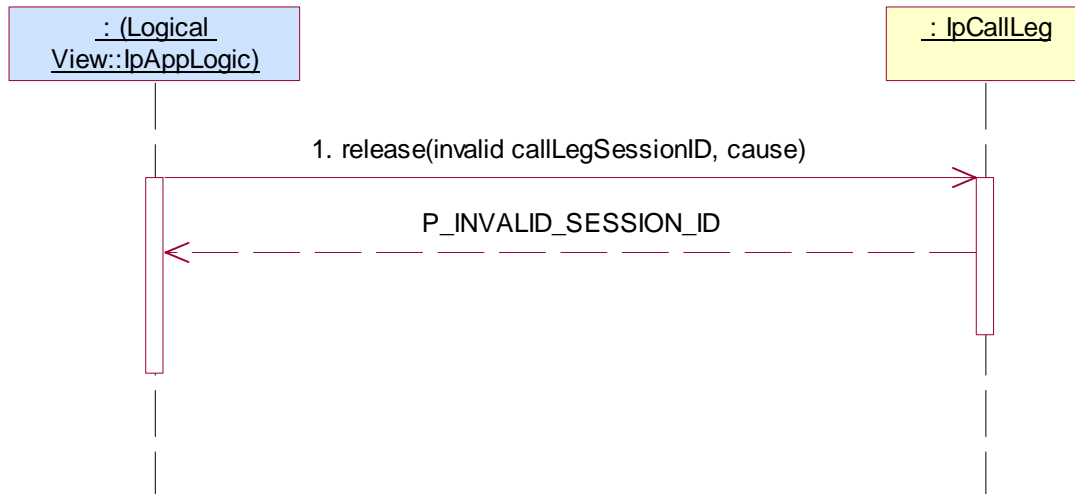 : (Logical
View::IpAppLogic)
: IpCallLeg
1. release(invalid callLegSessionID, cause)
P_INVALID_SESSION_ID